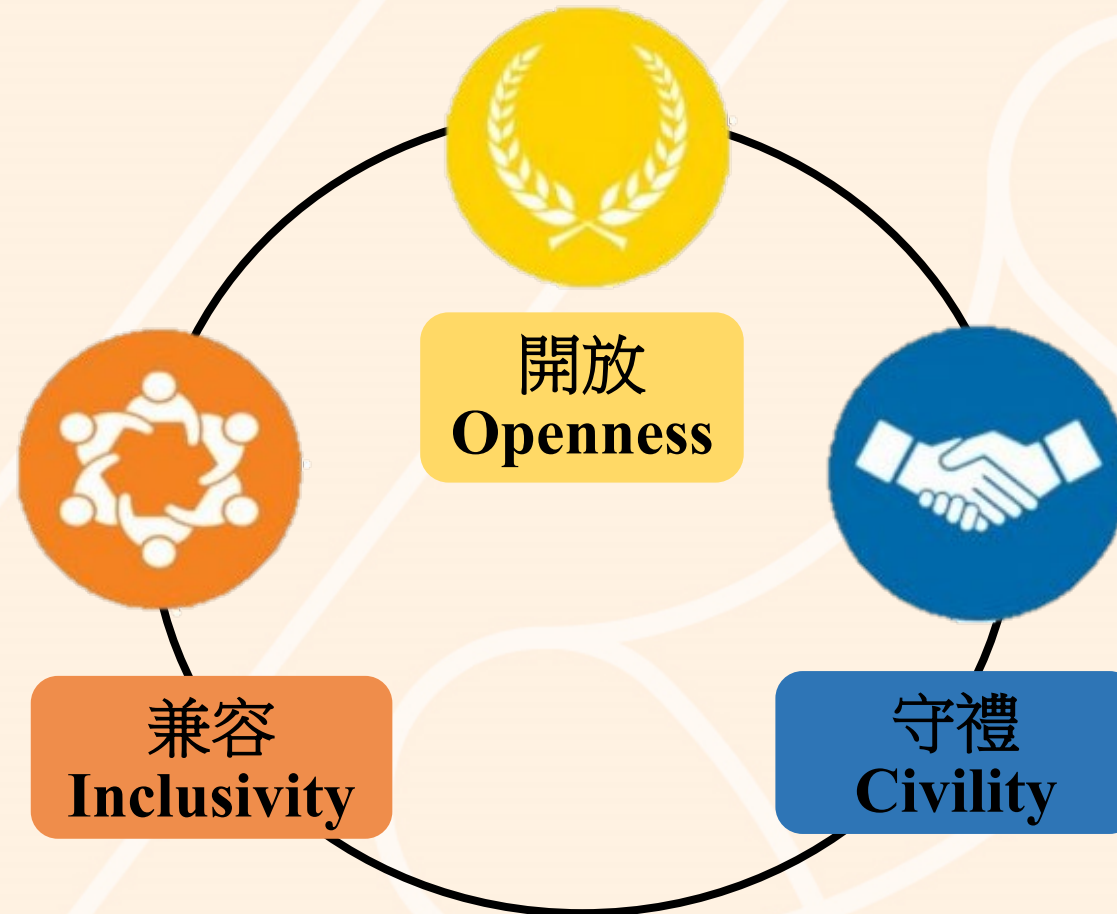 開放
Openness
兼容
Inclusivity
守禮
Civility